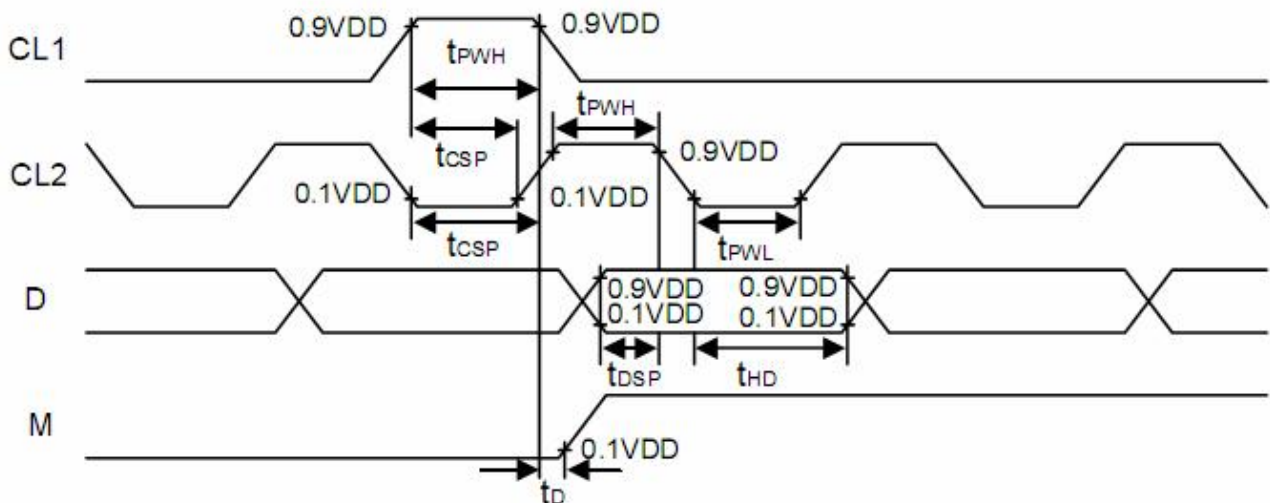 CL1
0.9VDD
0.9VDD
tPWH
tPWH
tCSP
CL2
0.9VDD
0.1VDD
0.1VDD
tCSP
tPWL
D
0.9VDD
0.9VDD
0.1VDD
0.1VDD
tDSP
tHD
M
0.1VDD
tD